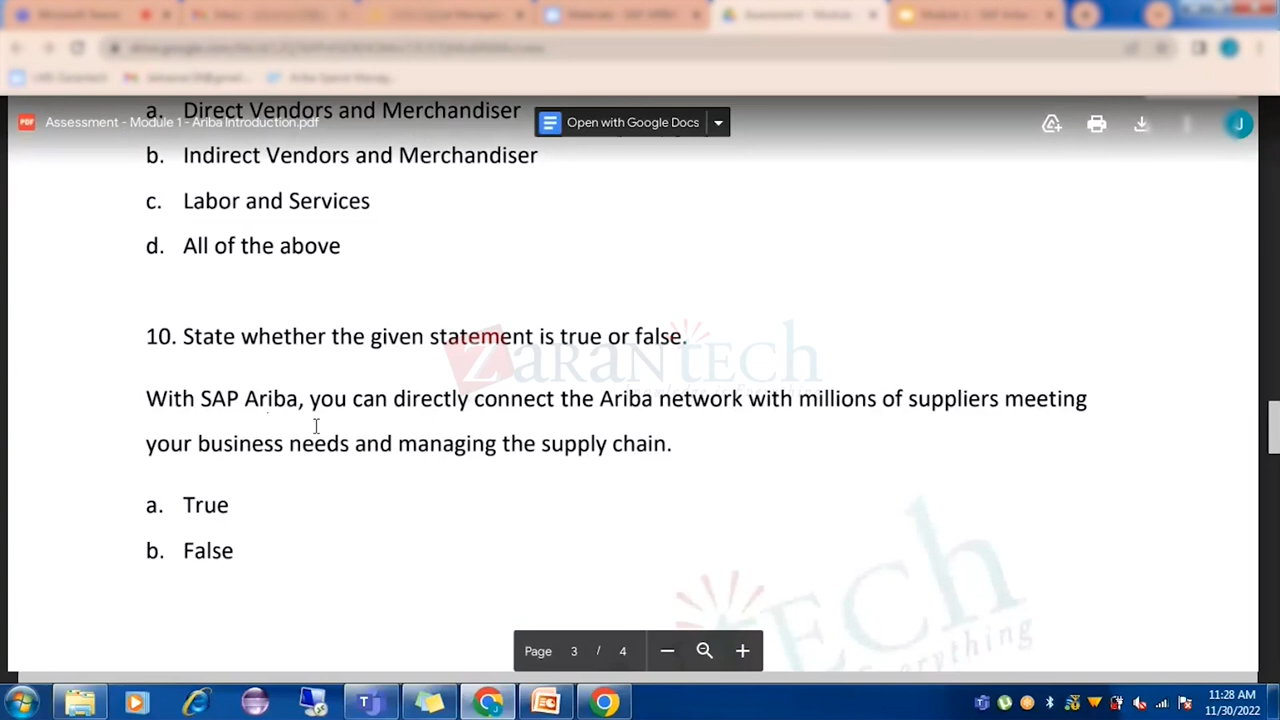 a. Direct Vendors and Merchandiser
Assessment - Module 1 - Ariba Introduction.pdf
Open with Google Docs
J
b. Indirect Vendors and Merchandiser
c. Labor and Services
d. All of the above
10. State whether the given statement is true or false.
ZARANTECH
With SAP Ariba, you can directly connect the Ariba network with millions of suppliers meeting
your business needs and managing the supply chain.
a. True
b. False
TECH
Everything
Page 3 / 4
11:28 AM
11/30/2022